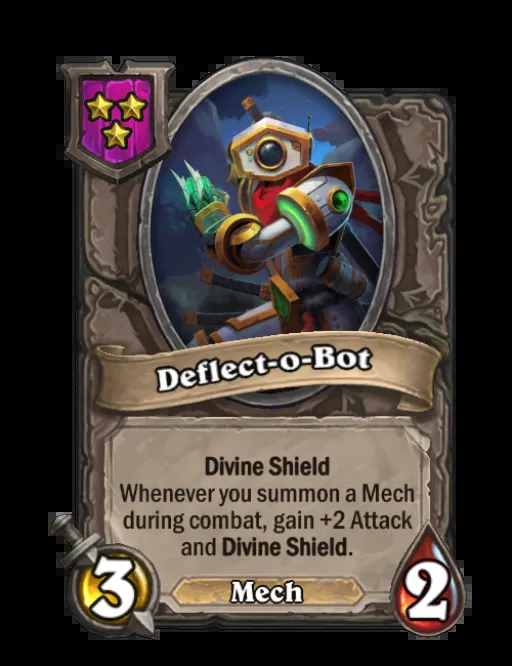 Deflect-o-Bot
Divine Shield
Whenever you summon a Mech
during combat, gain +2 Attack
and Divine Shield.
3
Mech
2